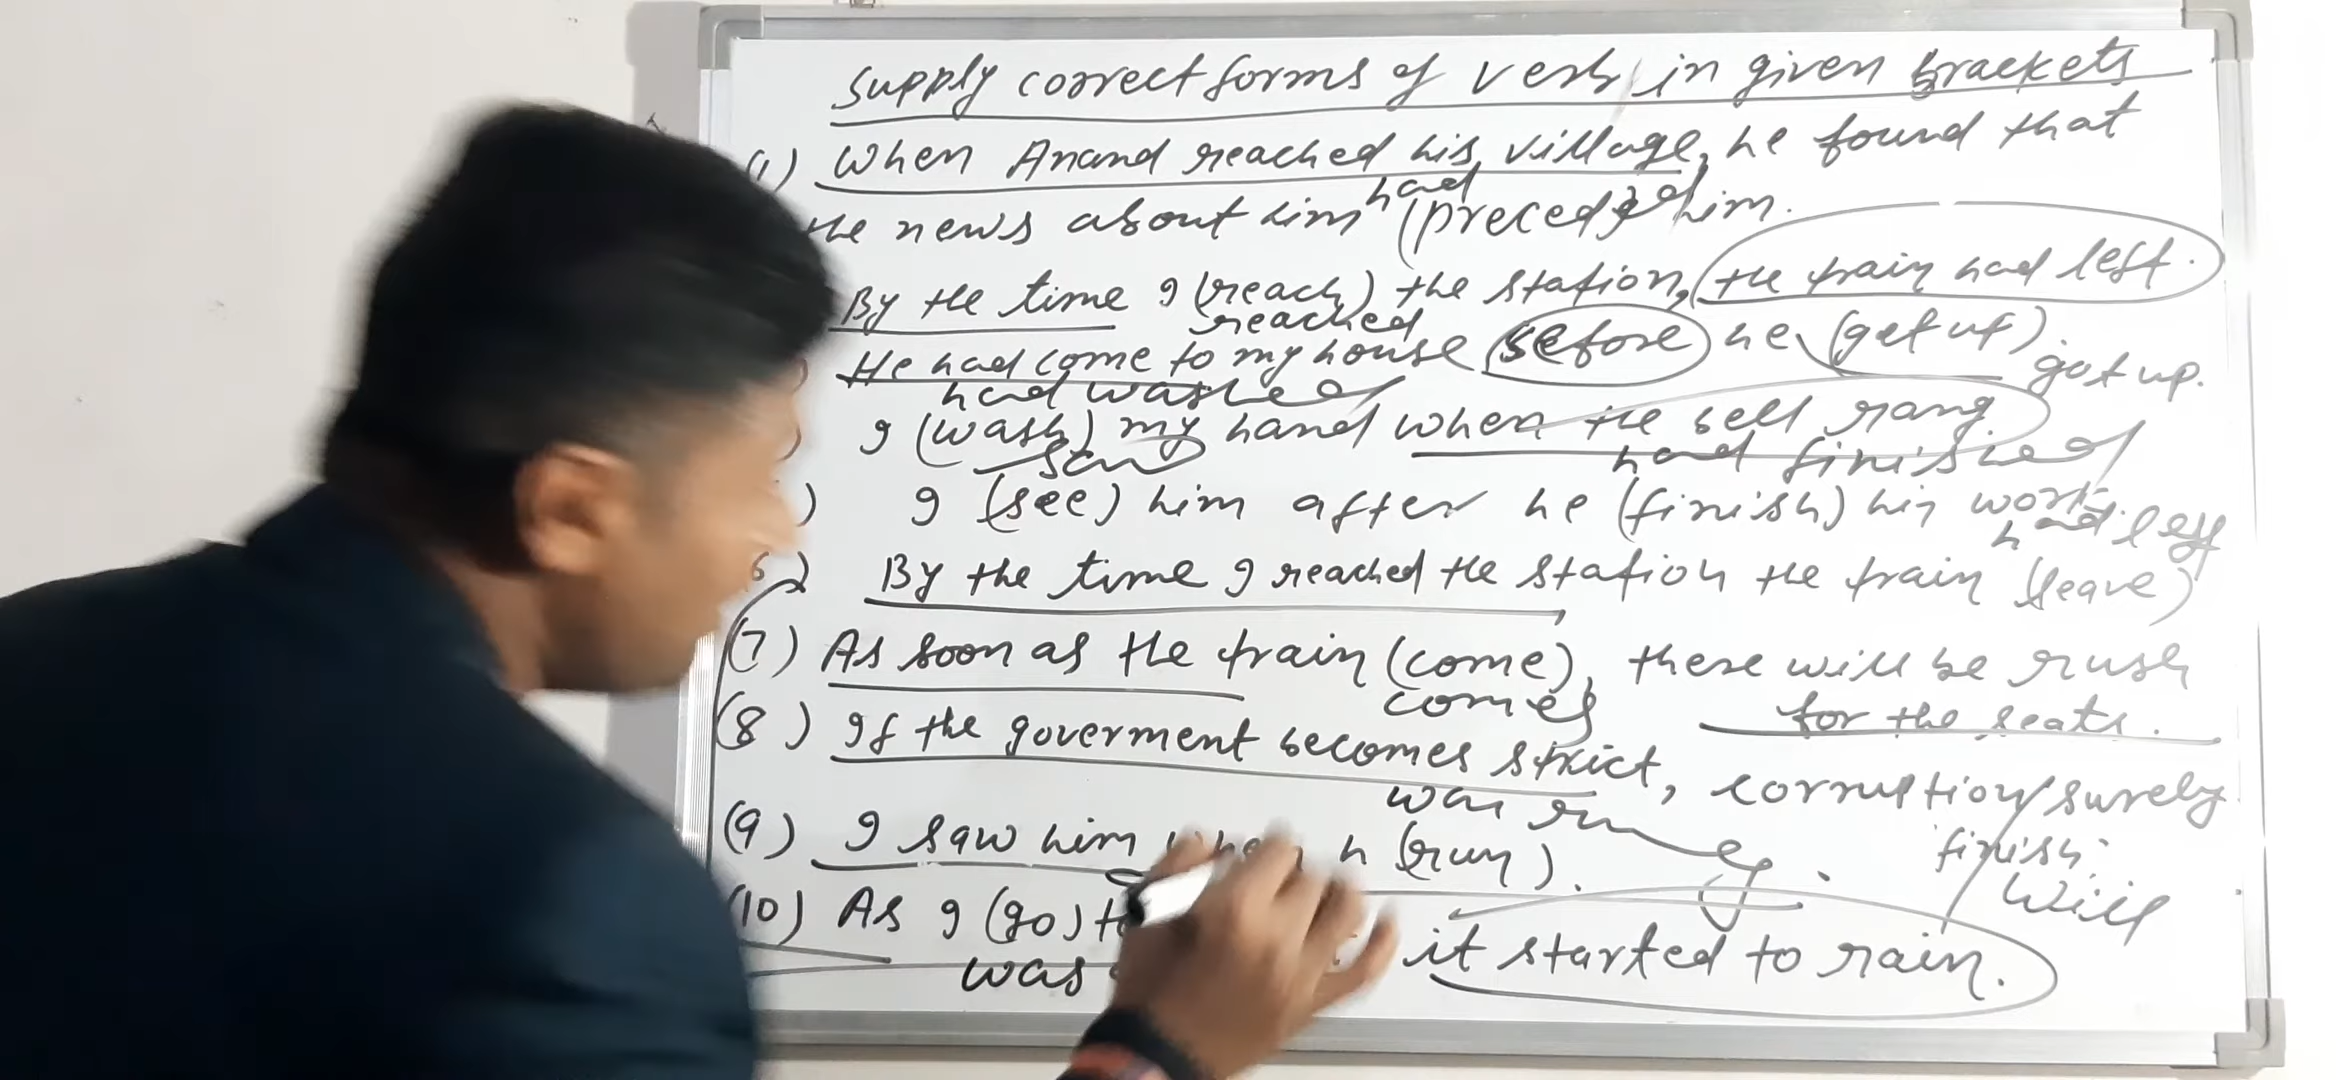 Supply correct forms of verb in given brackets
(1) When Anand reached his village, he found that
had
the news about him (preced)ed him.
By the time I (reach) the station, the train had left.
reached
He had come to my house before he (get up). got up.
had washed
I (wash) my hand when the bell rang.
saw had finished
I (see) him after he (finish) his work.
had left
6) By the time I reached the station the train (leave)
(7) As soon as the train (come), there will be rush
comes for the seats.
(8) If the goverment becomes strict, corruption/surely
finish.
will
was runing.
(9) I saw him when h (run).
(10) As I (go) it started to rain.
was